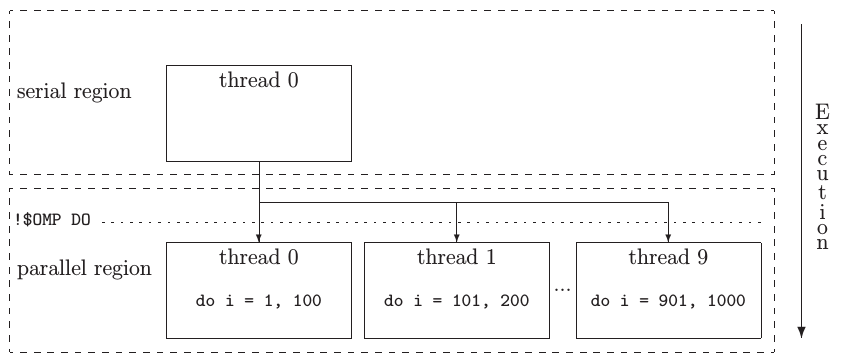 thread 0
serial region
Execution
!$OMP DO
thread 0 thread 1 thread 9
parallel region
...
do i = 1, 100 do i = 101, 200 do i = 901, 1000